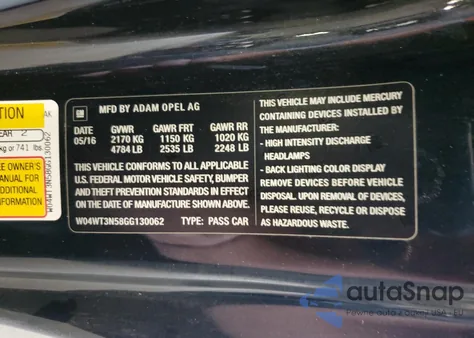 TION
AK
EAR 2
kg or 741 lbs.
E OWNER'S
MANUAL FOR
ADDITIONAL
FORMATION
W04WT3N58GG130062
GM
MFD BY ADAM OPEL AG
DATE GVWR GAWR FRT GAWR RR
05/16 2170 KG 1150 KG 1020 KG
4784 LB 2535 LB 2248 LB
THIS VEHICLE CONFORMS TO ALL APPLICABLE
U.S. FEDERAL MOTOR VEHICLE SAFETY, BUMPER,
AND THEFT PREVENTION STANDARDS IN EFFECT
ON THE DATE OF MANUFACTURE SHOWN ABOVE.
W04WT3N58GG130062 TYPE: PASS CAR
THIS VEHICLE MAY INCLUDE MERCURY
CONTAINING DEVICES INSTALLED BY
THE MANUFACTURER:
- HIGH INTENSITY DISCHARGE
HEADLAMPS
- BACK LIGHTING COLOR DISPLAY
REMOVE DEVICES BEFORE VEHICLE
DISPOSAL. UPON REMOVAL OF DEVICES,
PLEASE REUSE, RECYCLE OR DISPOSE
AS HAZARDOUS WASTE.
autoSnap